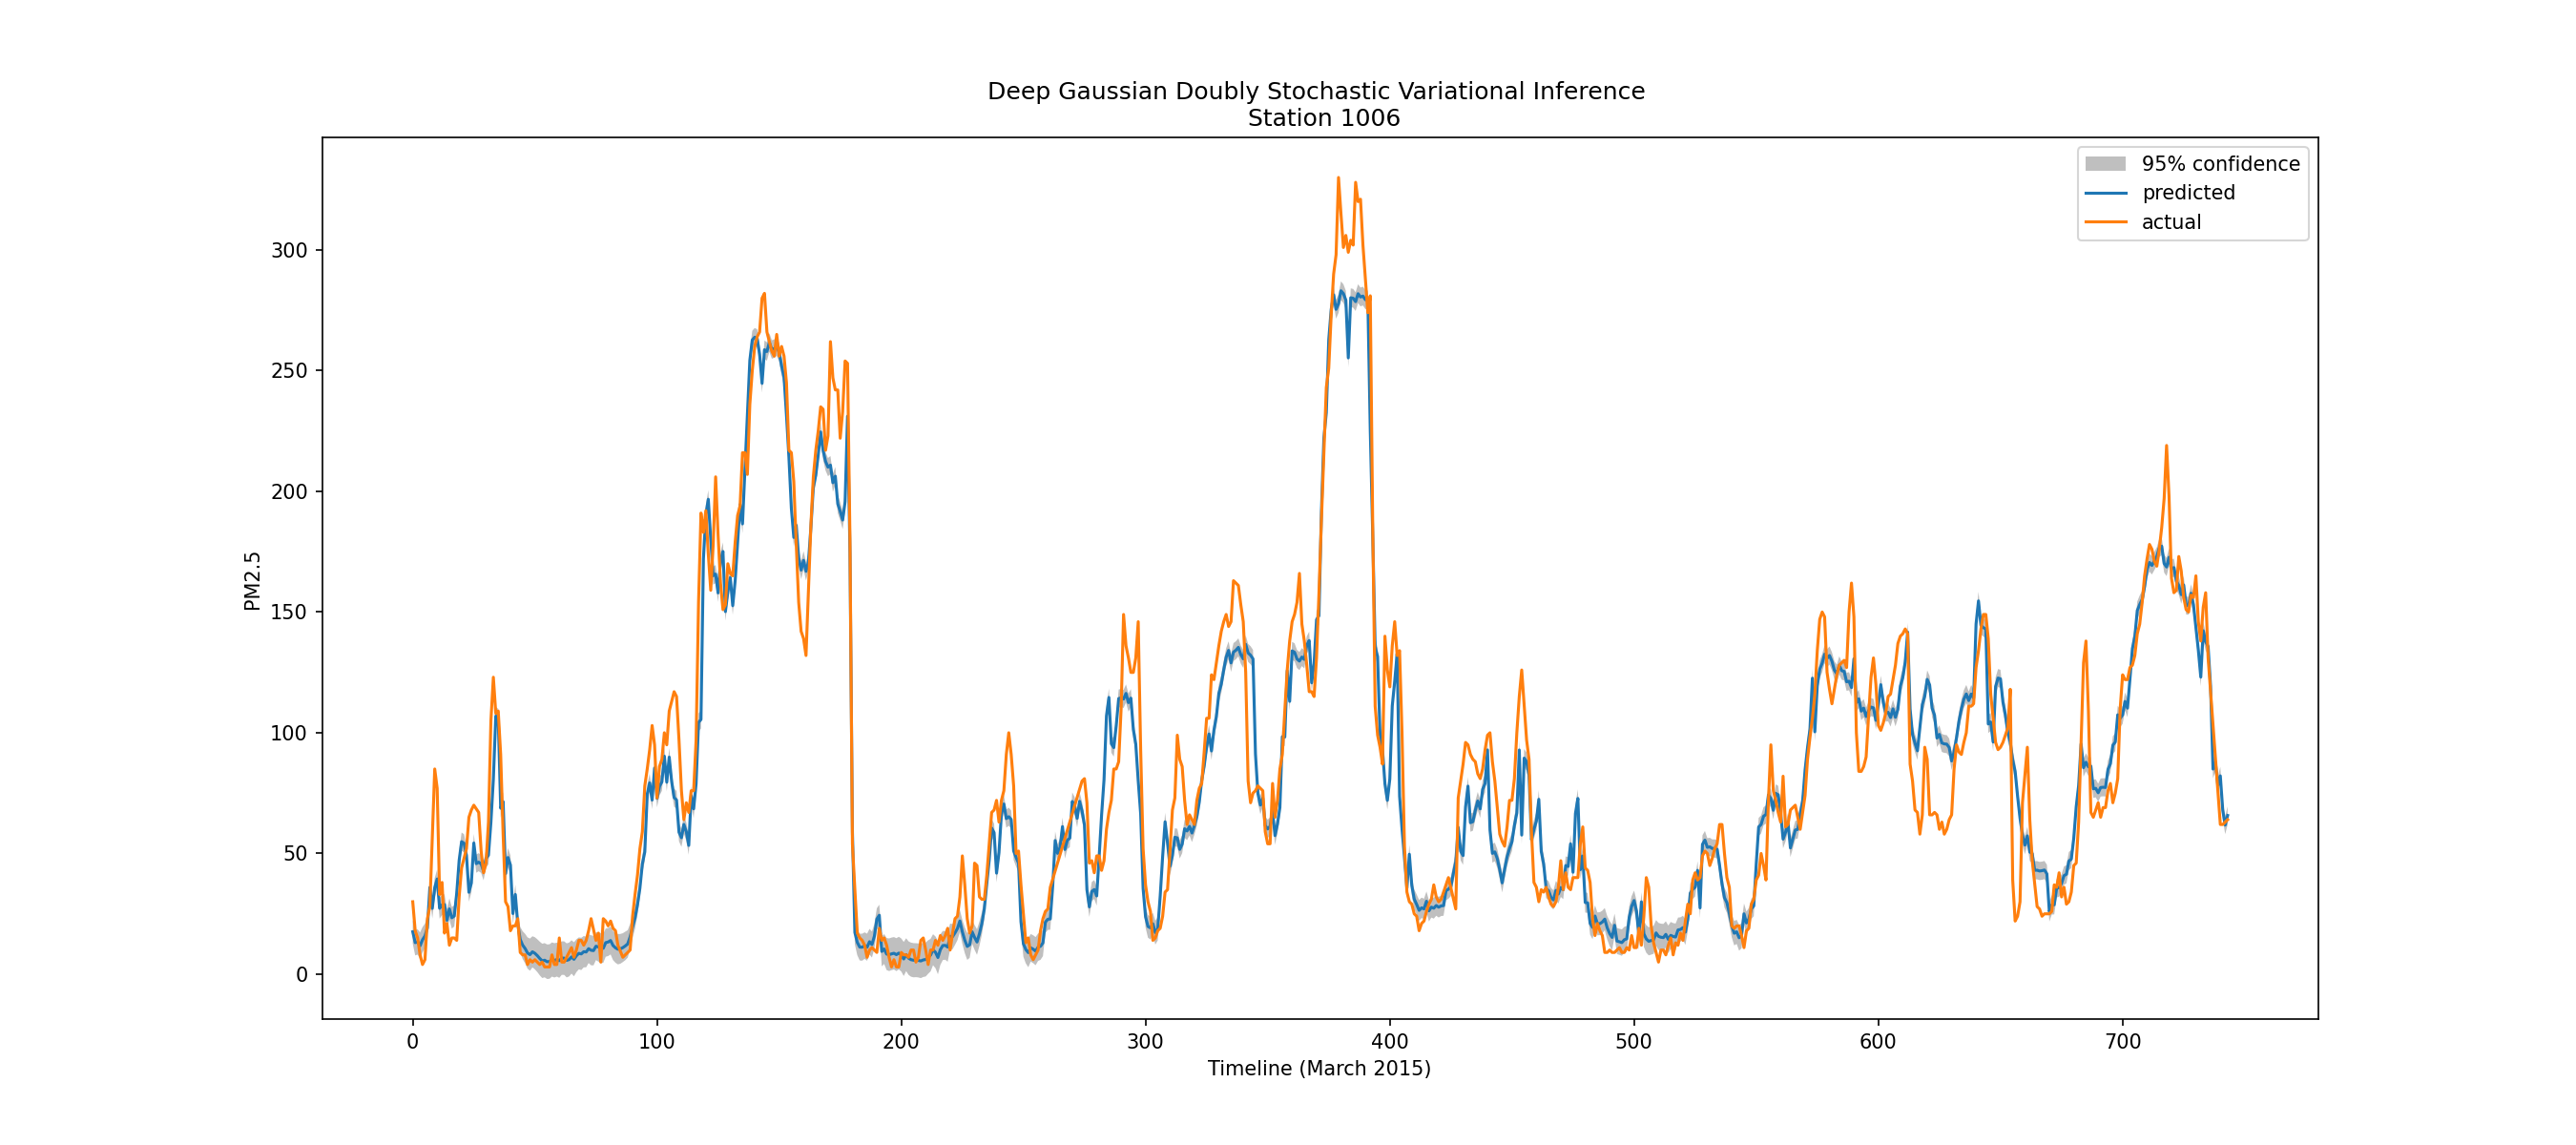 Deep Gaussian Doubly Stochastic Variational Inference
Station 1006
95% confidence
predicted
actual
300
250
200
150
100
50
0
PM2.5
0 100 200 300 400 500 600 700
Timeline (March 2015)